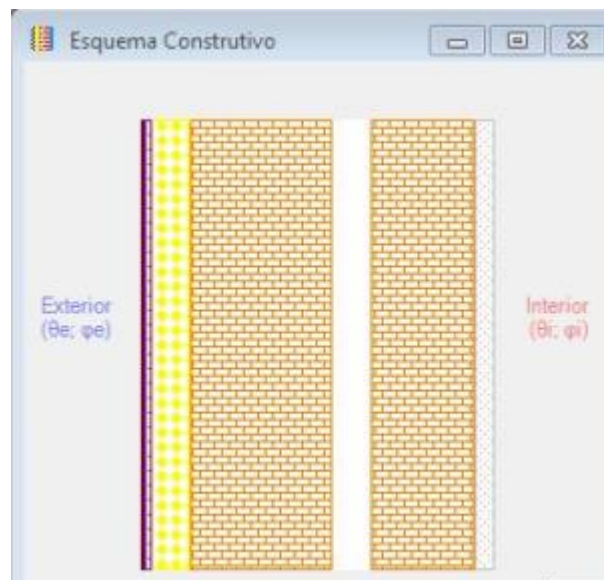 Esquema Construtivo
Exterior
(θe; φe)
Interior
(θi; φi)